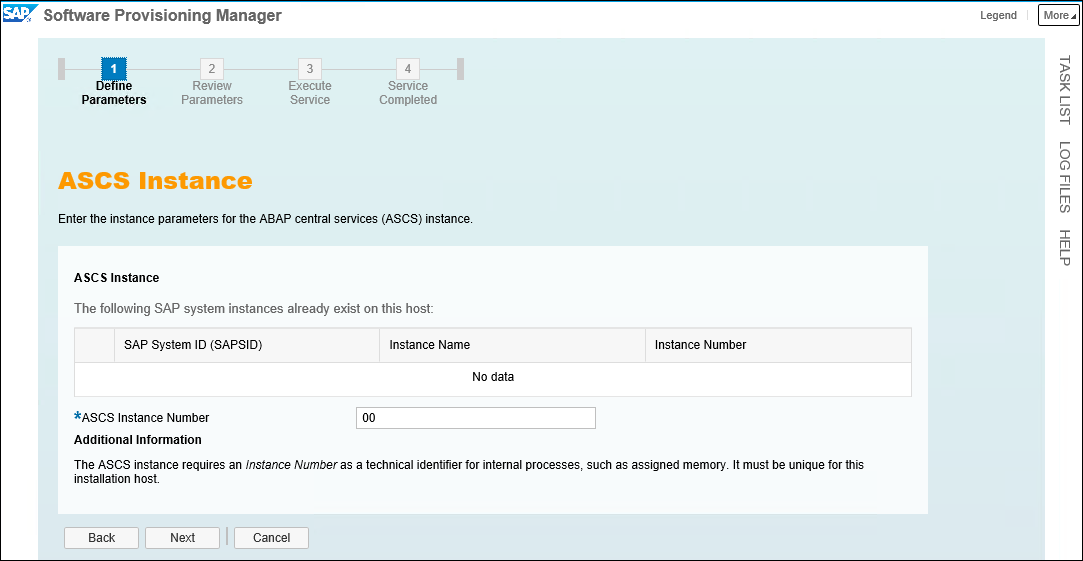 SAP Software Provisioning Manager
Legend
More
1
2
3
4
Define
Parameters
Review
Parameters
Execute
Service
Service
Completed
TASK LIST
LOG FILES
HELP
ASCS Instance
Enter the instance parameters for the ABAP central services (ASCS) instance.
ASCS Instance
The following SAP system instances already exist on this host:
SAP System ID (SAPSID)
Instance Name
Instance Number
No data
*ASCS Instance Number
00
Additional Information
The ASCS instance requires an Instance Number as a technical identifier for internal processes, such as assigned memory. It must be unique for this
installation host.
Back
Next
Cancel